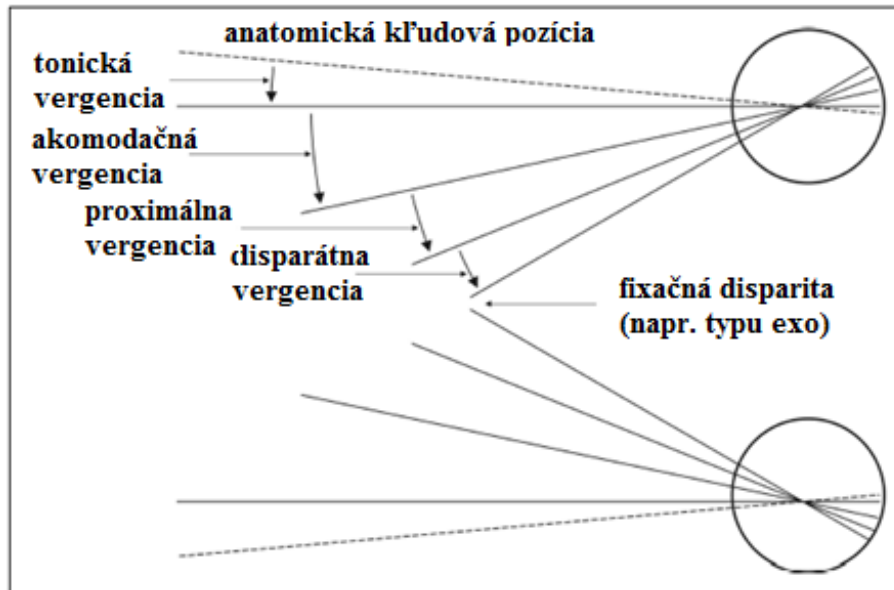 anatomická kľudová pozícia
tonická
vergencia
akomodačná
vergencia
proximálna
vergencia
disparátna
vergencia
fixačná disparita
(napr. typu exo)